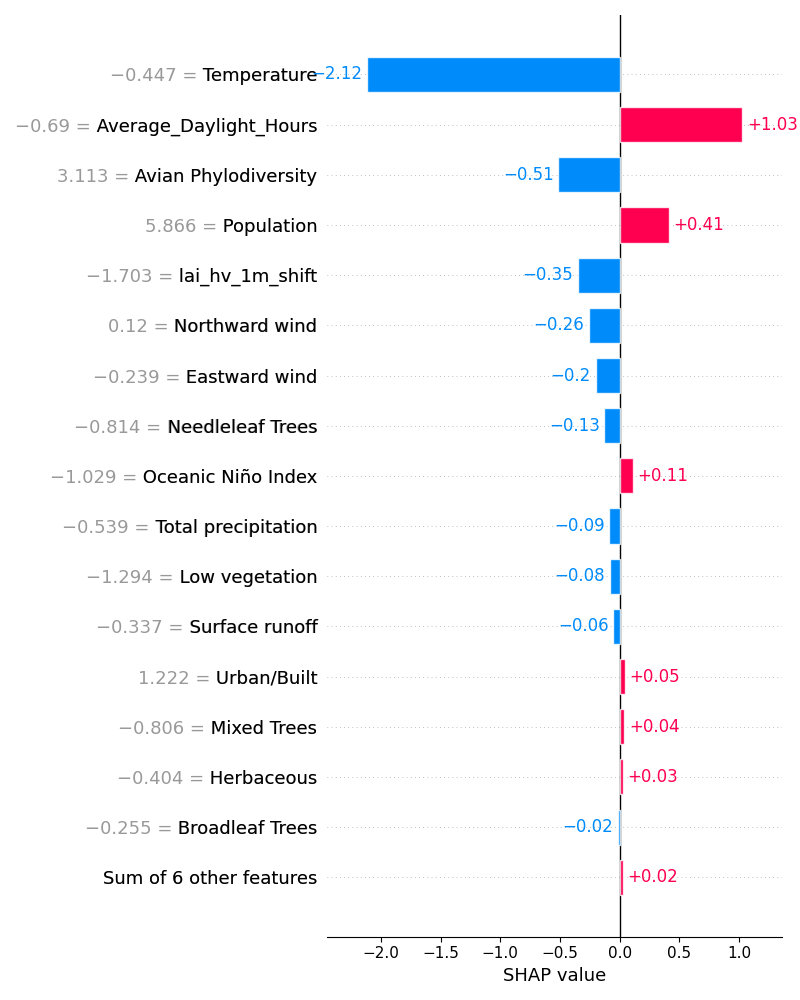 −0.447 = Temperature −2.12
−0.69 = Average_Daylight_Hours +1.03
3.113 = Avian Phylodiversity −0.51
5.866 = Population +0.41
−1.703 = lai_hv_1m_shift −0.35
0.12 = Northward wind −0.26
−0.239 = Eastward wind −0.2
−0.814 = Needleleaf Trees −0.13
−1.029 = Oceanic Niño Index +0.11
−0.539 = Total precipitation −0.09
−1.294 = Low vegetation −0.08
−0.337 = Surface runoff −0.06
1.222 = Urban/Built +0.05
−0.806 = Mixed Trees +0.04
−0.404 = Herbaceous +0.03
−0.255 = Broadleaf Trees −0.02
Sum of 6 other features +0.02
−2.0 −1.5 −1.0 −0.5 0.0 0.5 1.0
SHAP value